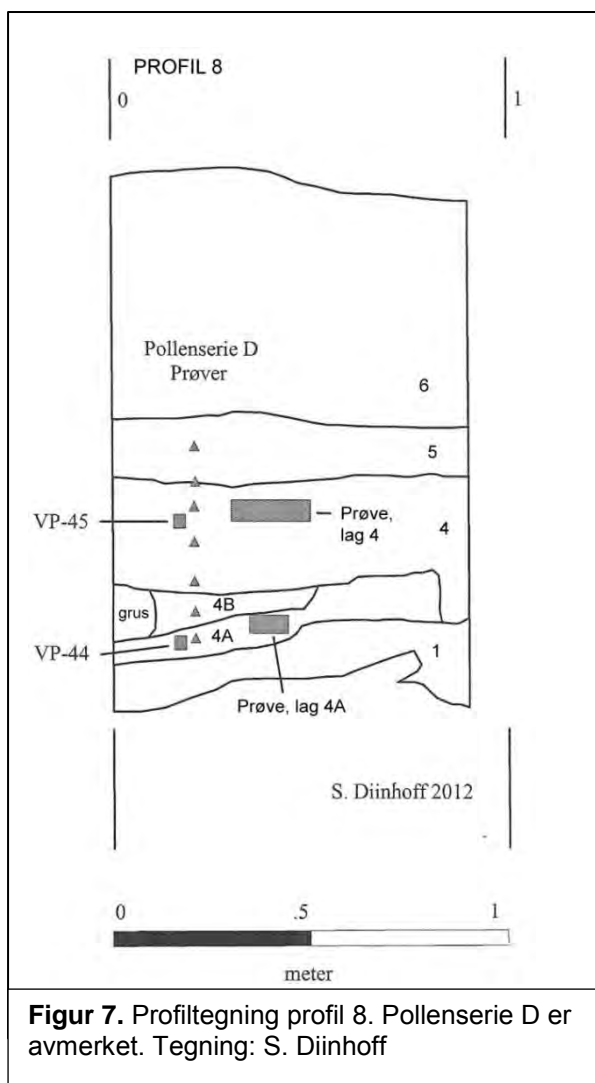 PROFIL 8
0
1
Pollenserie D
Prøver
6
5
VP-45
Prøve,
lag 4
4
grus
4B
VP-44
4A
1
Prøve, lag 4A
S. Diinhoff 2012
0
.5
1
meter
Figur 7. Profiltegning profil 8. Pollenserie D er
avmerket. Tegning: S. Diinhoff